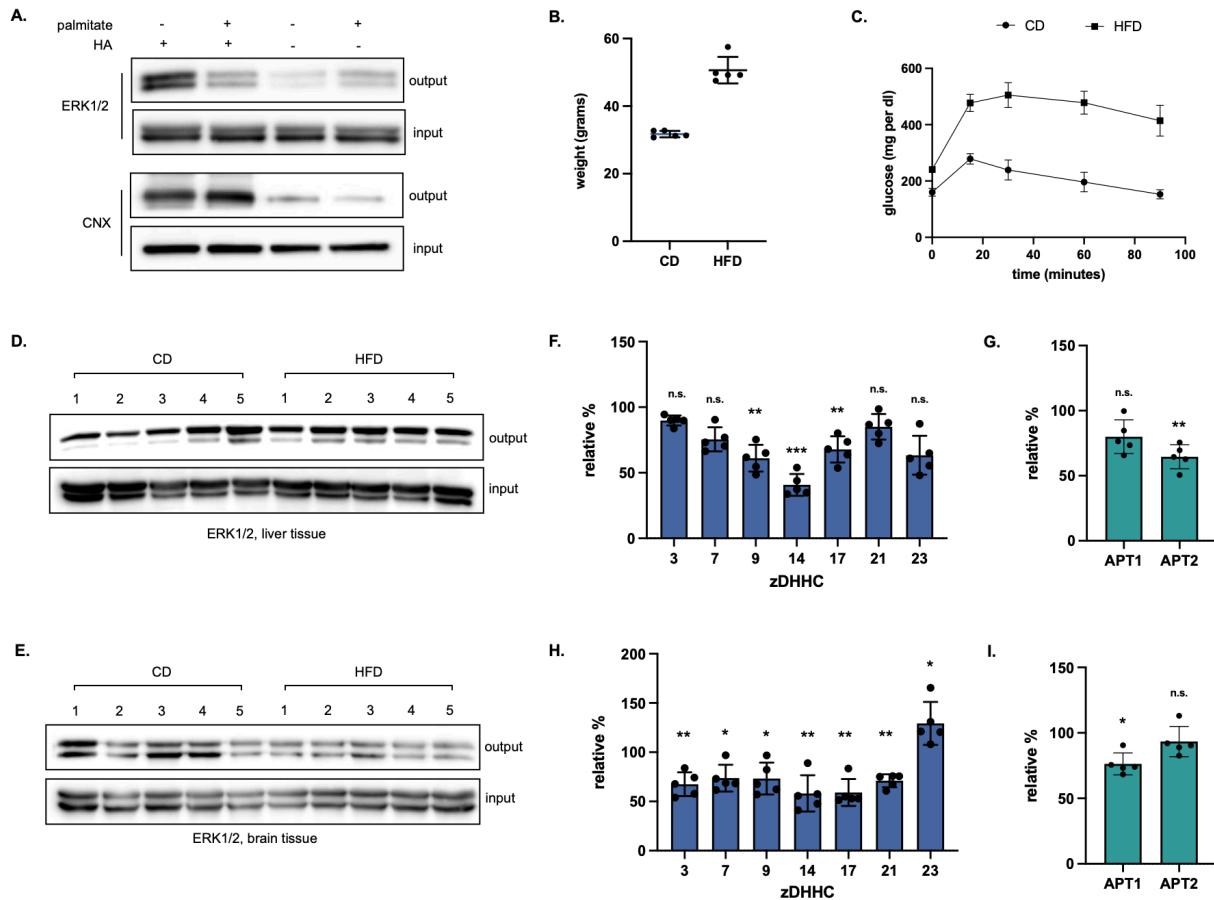 A.
palmitate - + - +
HA + + - -
ERK1/2
output
input
CNX
output
input
B.
weight (grams)
60
40
20
0
CD HFD
C.
CD HFD
glucose (mg per dl)
600
400
200
0
0 20 40 60 80 100
time (minutes)
D.
CD HFD
1 2 3 4 5 1 2 3 4 5
output
input
ERK1/2, liver tissue
F.
relative %
150
100
50
0
n.s. n.s. ** *** ** n.s. n.s.
3 7 9 14 17 21 23
zDHHC
G.
relative %
150
100
50
0
n.s. **
APT1 APT2
E.
CD HFD
1 2 3 4 5 1 2 3 4 5
output
input
ERK1/2, brain tissue
H.
relative %
200
150
100
50
0
** * * ** ** ** *
3 7 9 14 17 21 23
zDHHC
I.
relative %
150
100
50
0
* n.s.
APT1 APT2